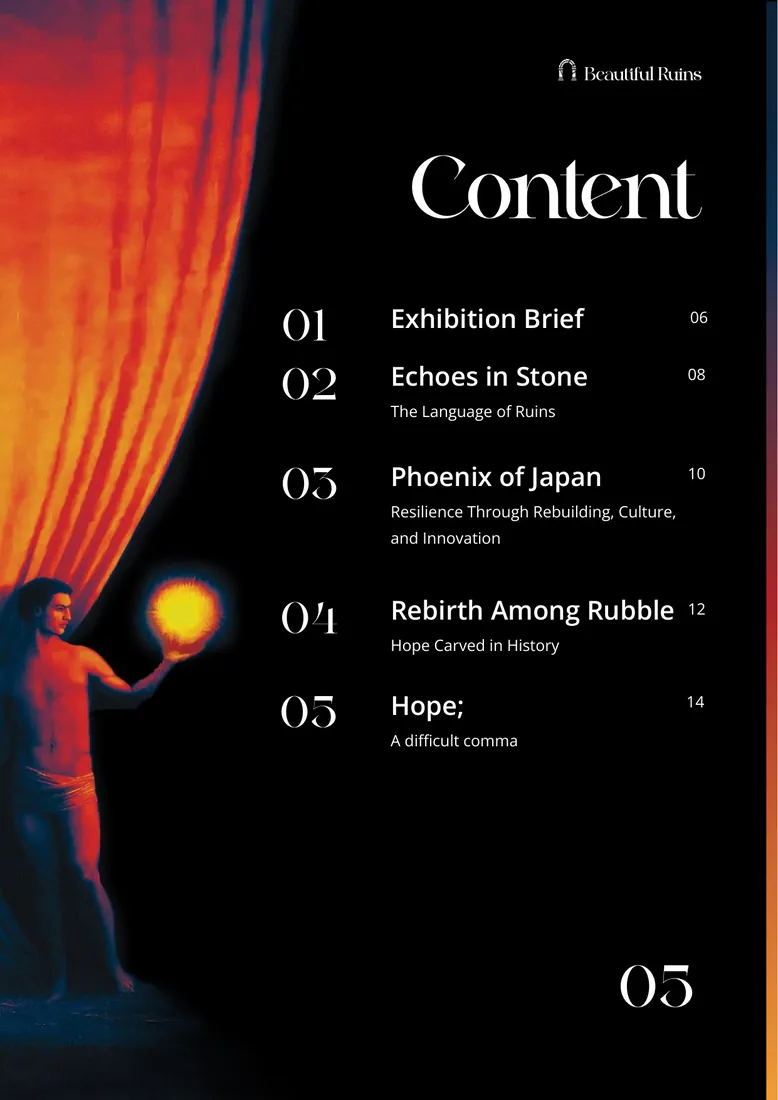 Beautiful Ruins
Content
01 Exhibition Brief 06
02 Echoes in Stone 08
The Language of Ruins
03 Phoenix of Japan 10
Resilience Through Rebuilding, Culture,
and Innovation
04 Rebirth Among Rubble 12
Hope Carved in History
05 Hope; 14
A difficult comma
05